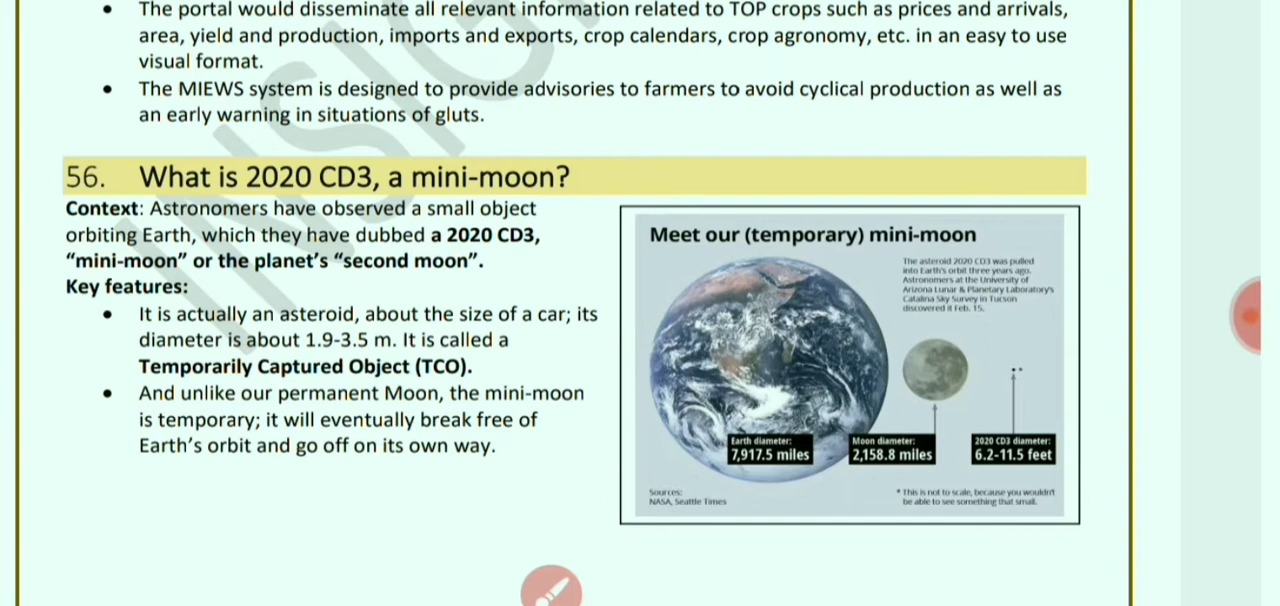 • The portal would disseminate all relevant information related to TOP crops such as prices and arrivals,
area, yield and production, imports and exports, crop calendars, crop agronomy, etc. in an easy to use
visual format.
• The MIEWS system is designed to provide advisories to farmers to avoid cyclical production as well as
an early warning in situations of gluts.
56. What is 2020 CD3, a mini-moon?
Context: Astronomers have observed a small object
orbiting Earth, which they have dubbed a 2020 CD3,
“mini-moon” or the planet’s “second moon”.
Key features:
• It is actually an asteroid, about the size of a car; its
diameter is about 1.9-3.5 m. It is called a
Temporarily Captured Object (TCO).
• And unlike our permanent Moon, the mini-moon
is temporary; it will eventually break free of
Earth’s orbit and go off on its own way.
Meet our (temporary) mini-moon
The asteroid 2020 CD3 was pulled
into Earth's orbit three years ago.
Astronomers at the University of
Arizona Lunar & Planetary Laboratory's
Catalina Sky Survey in Tucson
discovered it Feb. 15.
Earth diameter:
7,917.5 miles
Moon diameter:
2,158.8 miles
2020 CD3 diameter:
6.2-11.5 feet
Sources:
NASA, Seattle Times
* This is not to scale, because you wouldn't
be able to see something that small.